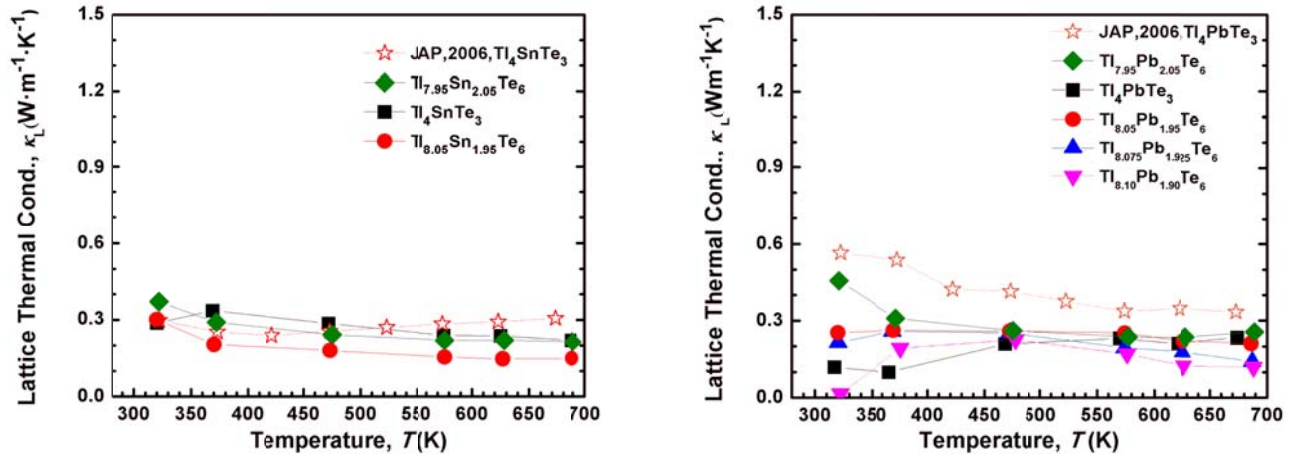 1.5
1.2
0.9
0.6
0.3
0.0
Lattice Thermal Cond., κL(W·m-1·K-1)
JAP,2006,Tl4SnTe3
Tl7.95Sn2.05Te6
Tl4SnTe3
Tl8.05Sn1.95Te6
300 350 400 450 500 550 600 650 700
Temperature, T(K)
1.5
1.2
0.9
0.6
0.3
0.0
Lattice Thermal Cond., κL(Wm-1K-1)
JAP,2006,Tl4PbTe3
Tl7.95Pb2.05Te6
Tl4PbTe3
Tl8.05Pb1.95Te6
Tl8.075Pb1.925Te6
Tl8.10Pb1.90Te6
300 350 400 450 500 550 600 650 700
Temperature, T(K)